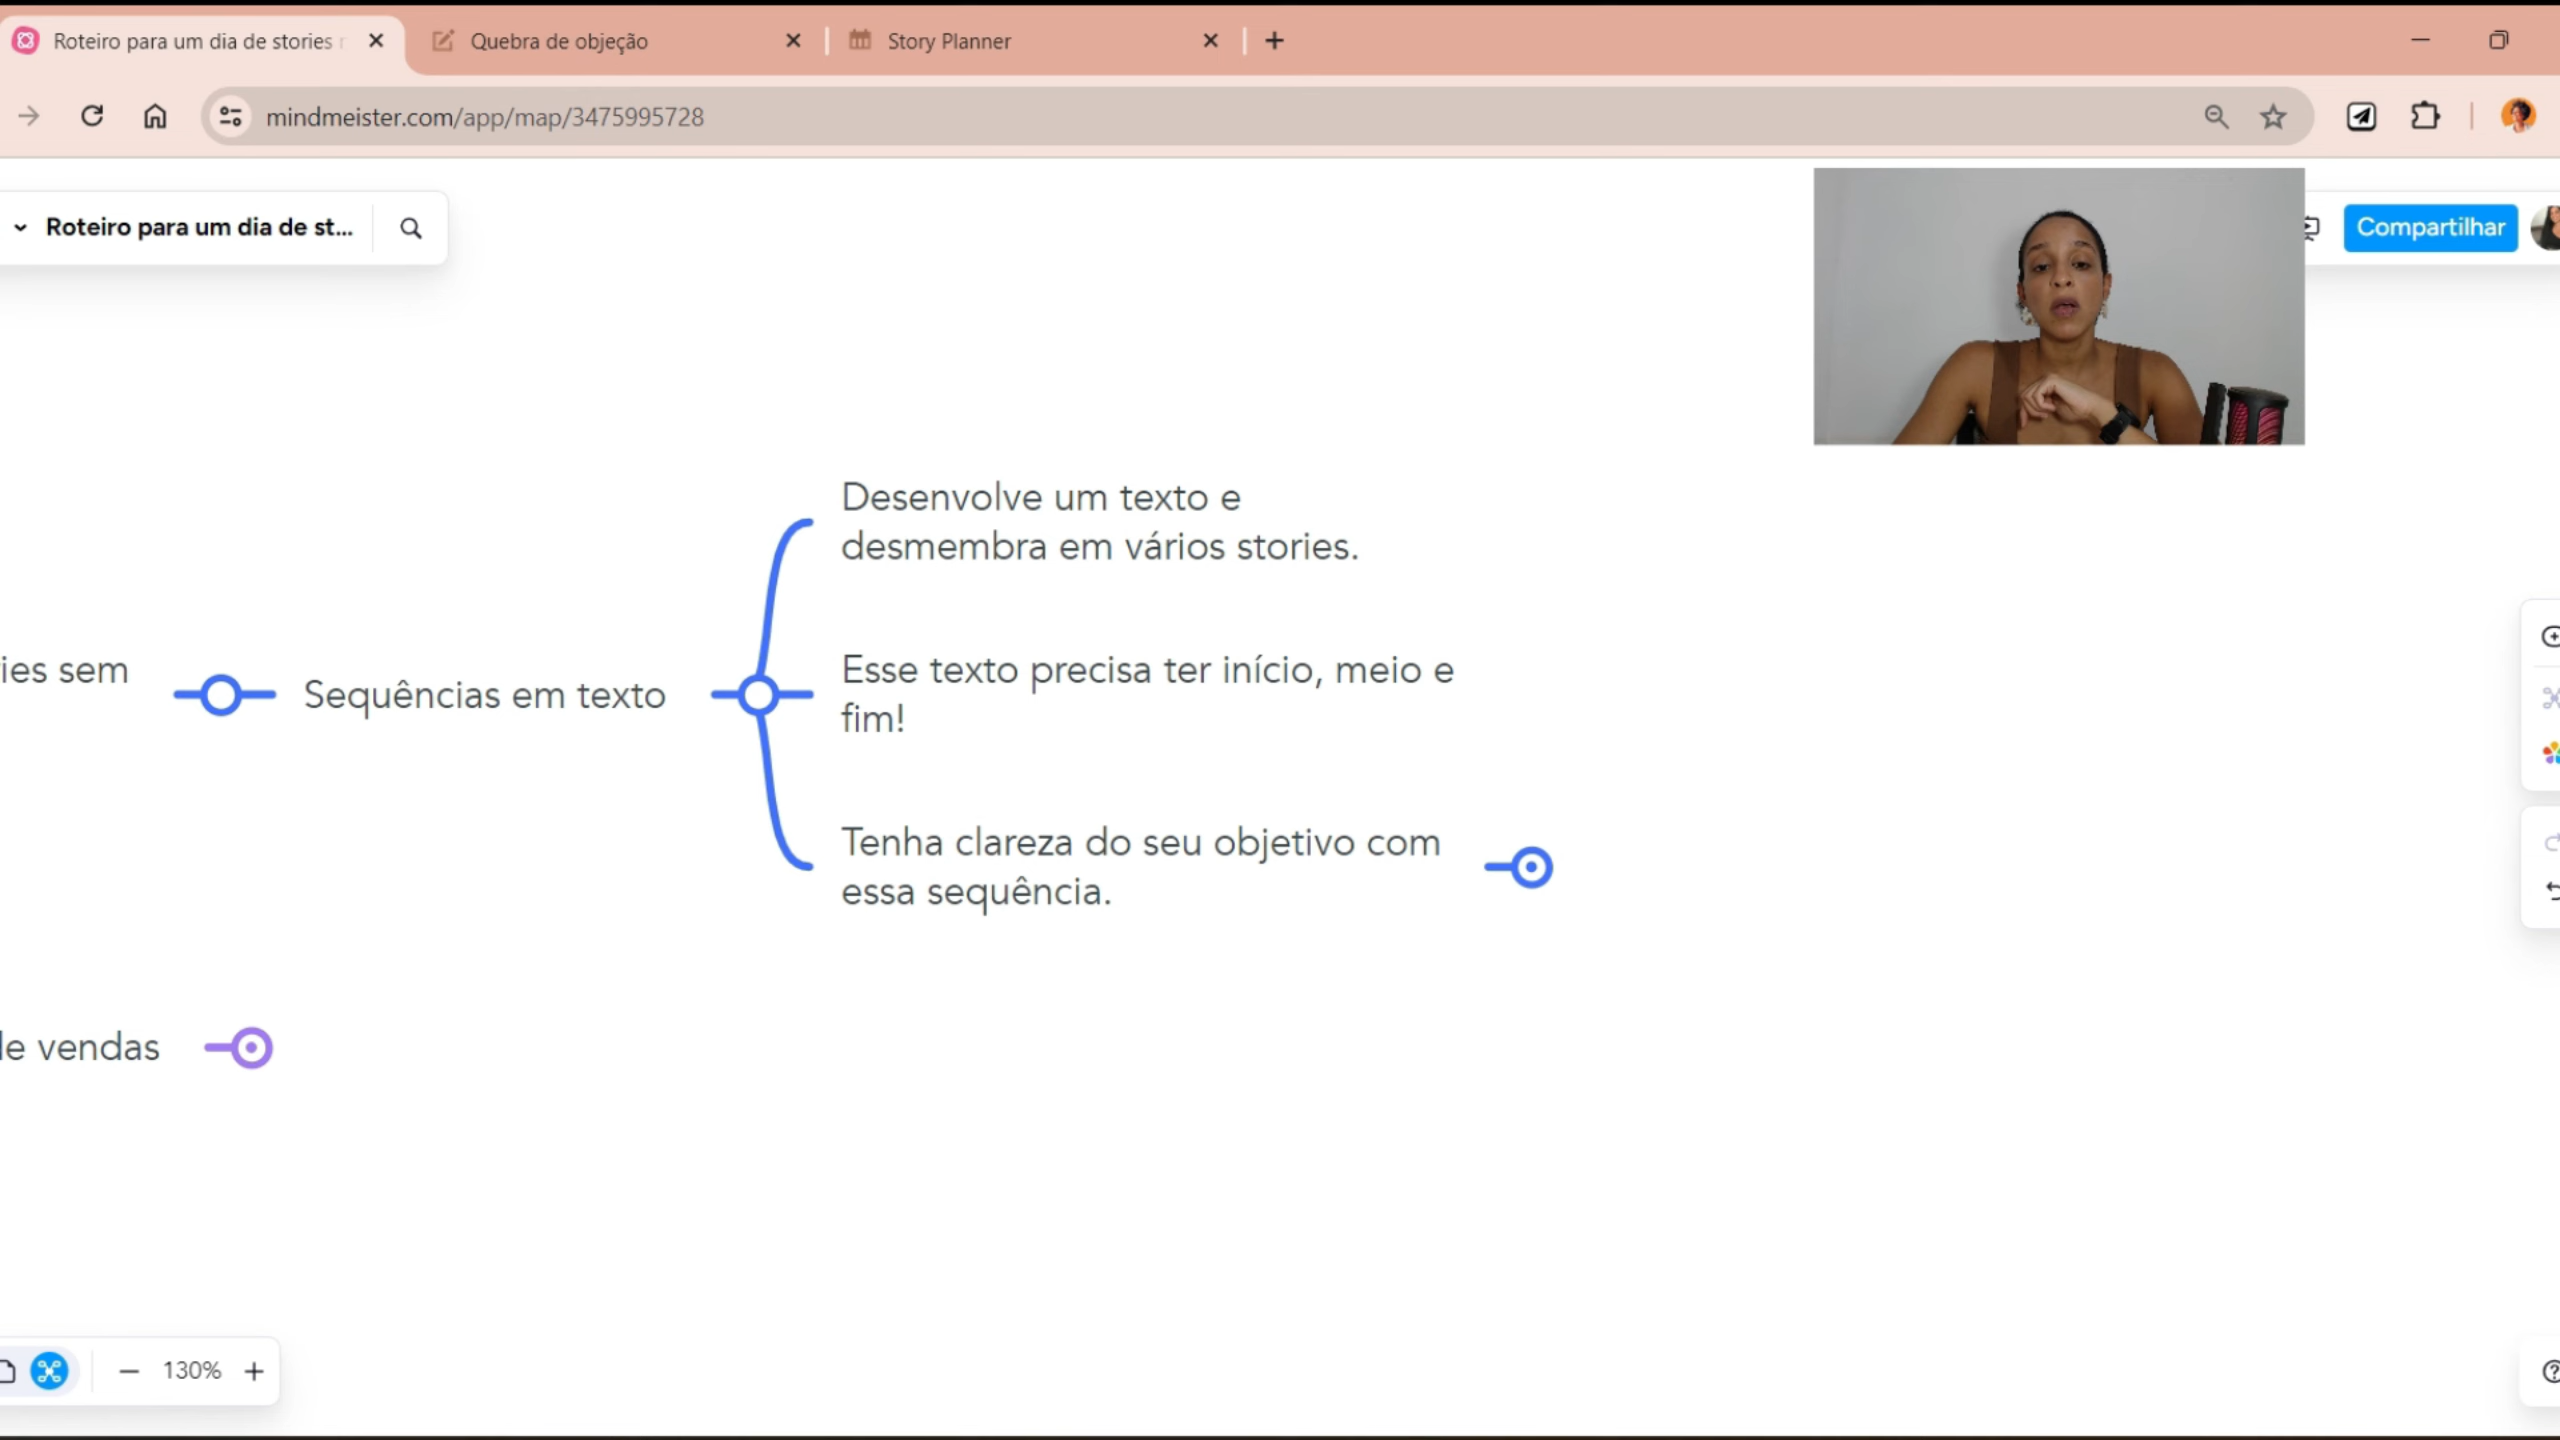 Roteiro para um dia de stories
Quebra de objeção
Story Planner
mindmeister.com/app/map/3475995728
Roteiro para um dia de st...
Compartilhar
Desenvolve um texto e
desmembra em vários stories.
Esse texto precisa ter início, meio e
fim!
ies sem
Sequências em texto
Tenha clareza do seu objetivo com
essa sequência.
le vendas
130%